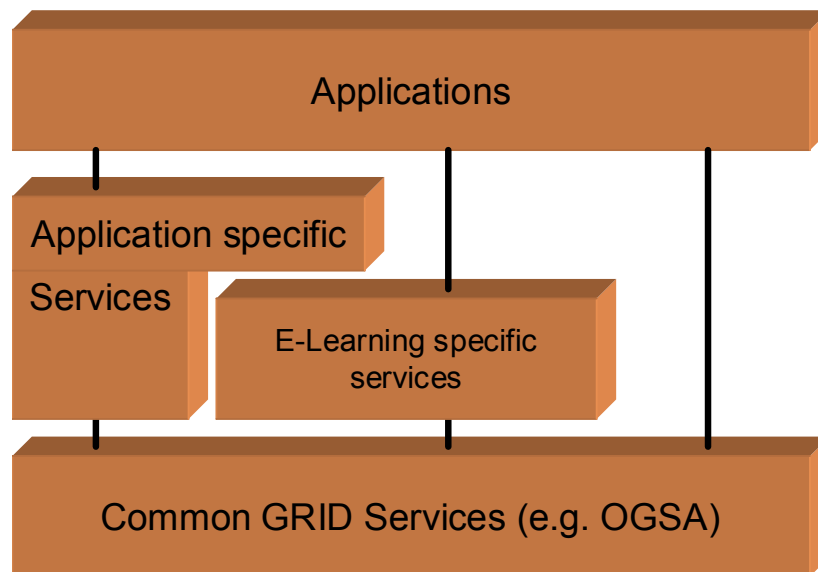 Applications
Application specific
Services
E-Learning specific
services
Common GRID Services (e.g. OGSA)